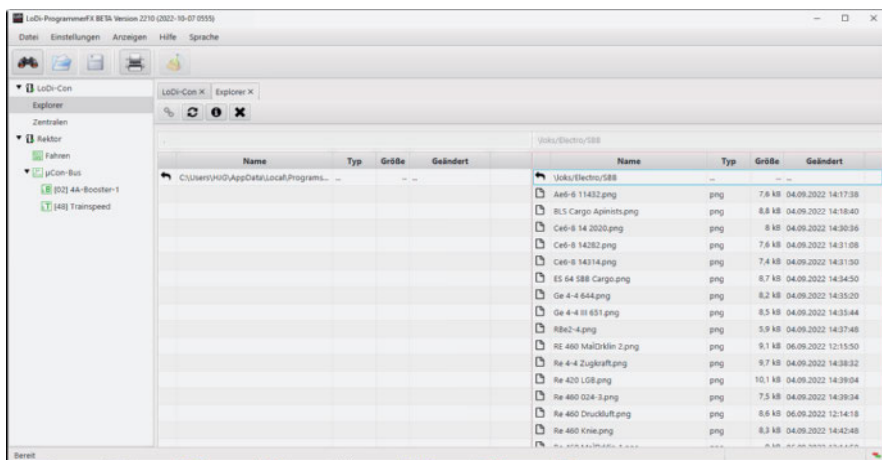 LoDi-ProgrammerFX BETA Version 2210 (2022-10-07 0555)
Datei Einstellungen Anzeigen Hilfe Sprache
LoDi-Con
Explorer
Zentralen
Rektor
Fahren
µCon-Bus
[02] 4A-Booster-1
[48] Trainspeed
LoDi-Con × Explorer ×
.
\Joks/Electro/SBB
Name Typ Größe Geändert
C:\Users\HJG\AppData\Local\Programs... ... -- ...
Name Typ Größe Geändert
\Joks/Electro/SBB ... -- ...
Ae6-6 11432.png png 7,6 kB 04.09.2022 14:17:38
BLS Cargo Apinists.png png 8,8 kB 04.09.2022 14:18:40
Ce6-8 14 2020.png png 8 kB 04.09.2022 14:30:36
Ce6-8 14282.png png 7,6 kB 04.09.2022 14:31:08
Ce6-8 14314.png png 7,4 kB 04.09.2022 14:31:50
ES 64 SBB Cargo.png png 8,7 kB 04.09.2022 14:34:50
Ge 4-4 644.png png 8,2 kB 04.09.2022 14:35:20
Ge 4-4 III 651.png png 8,5 kB 04.09.2022 14:35:44
RBe2-4.png png 5,9 kB 04.09.2022 14:37:48
RE 460 MalDrklin 2.png png 9,1 kB 06.09.2022 12:15:50
Re 4-4 Zugkraft.png png 9,7 kB 04.09.2022 14:38:32
Re 420 LGB.png png 10,1 kB 04.09.2022 14:39:04
Re 460 024-3.png png 7,5 kB 04.09.2022 14:39:34
Re 460 Druckluft.png png 8,6 kB 06.09.2022 12:14:18
Re 460 Knie.png png 8,3 kB 04.09.2022 14:42:48
Bereit